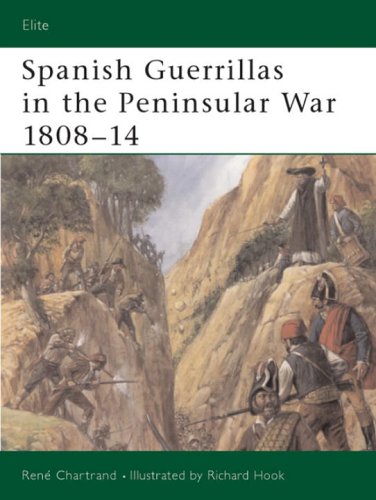 Elite
Spanish Guerrillas
in the Peninsular War
1808–14
René Chartrand • Illustrated by Richard Hook